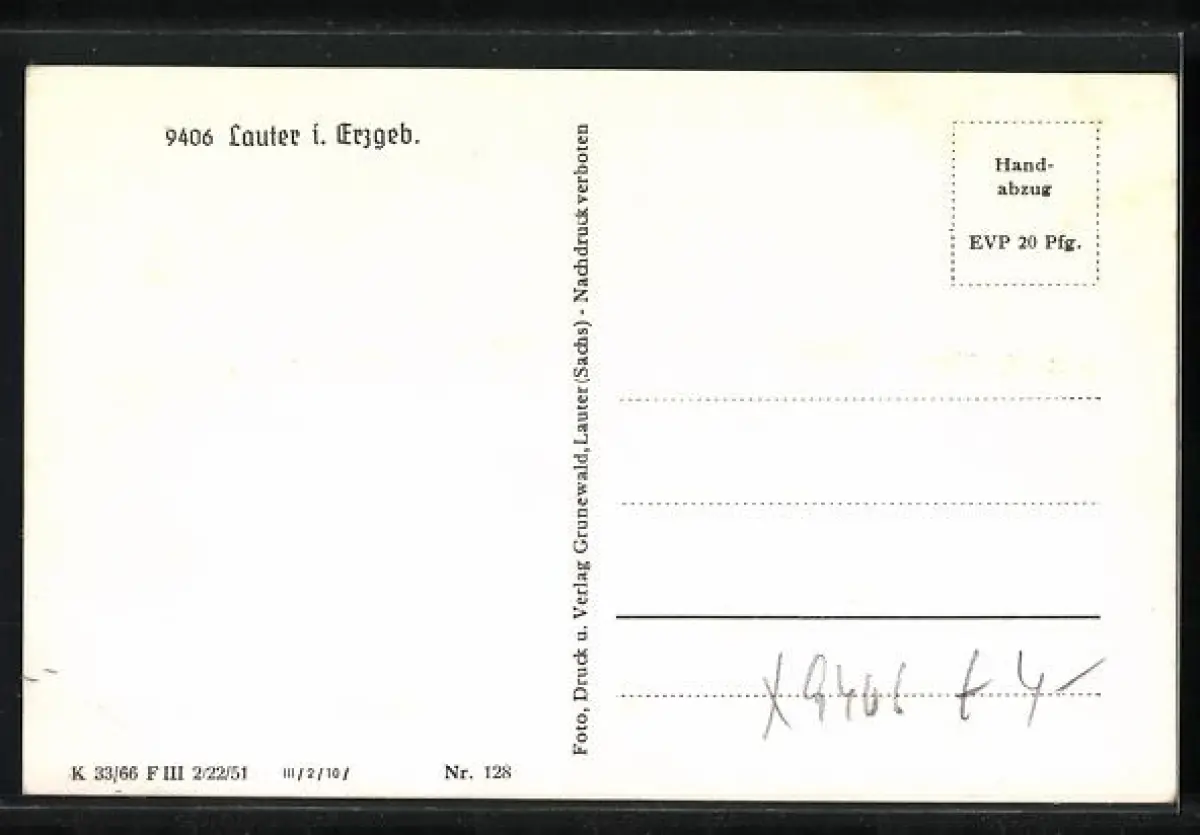 9406 Lauter i. Erzgeb.
Foto, Druck u. Verlag Grunewald, Lauter (Sachs) - Nachdruck verboten
Hand-
abzug
EVP 20 Pfg.
X 9406 t 4-
K 33/66 F III 2/22/51 III/2/10/ Nr. 128